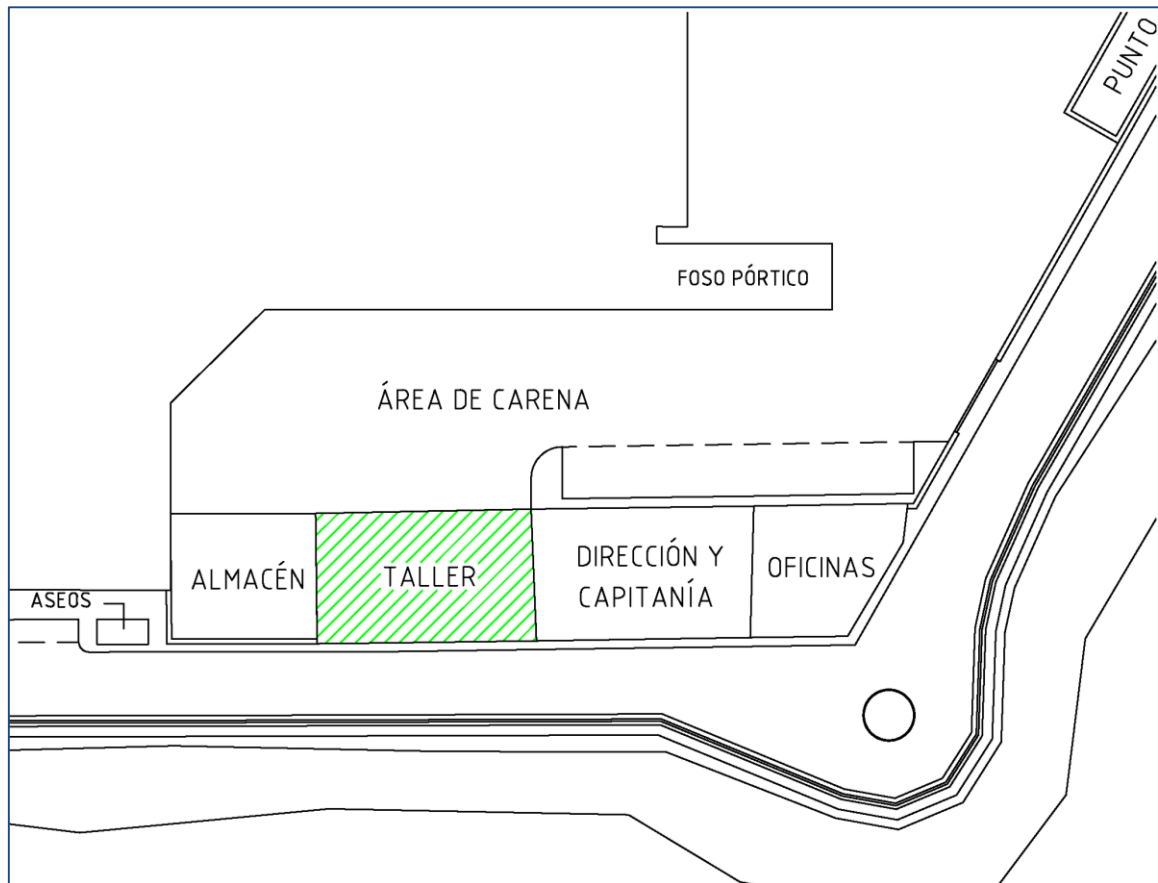 PUNTO
FOSO PÓRTICO
ÁREA DE CARENA
ALMACÉN
TALLER
DIRECCIÓN Y
CAPITANÍA
OFICINAS
ASEOS